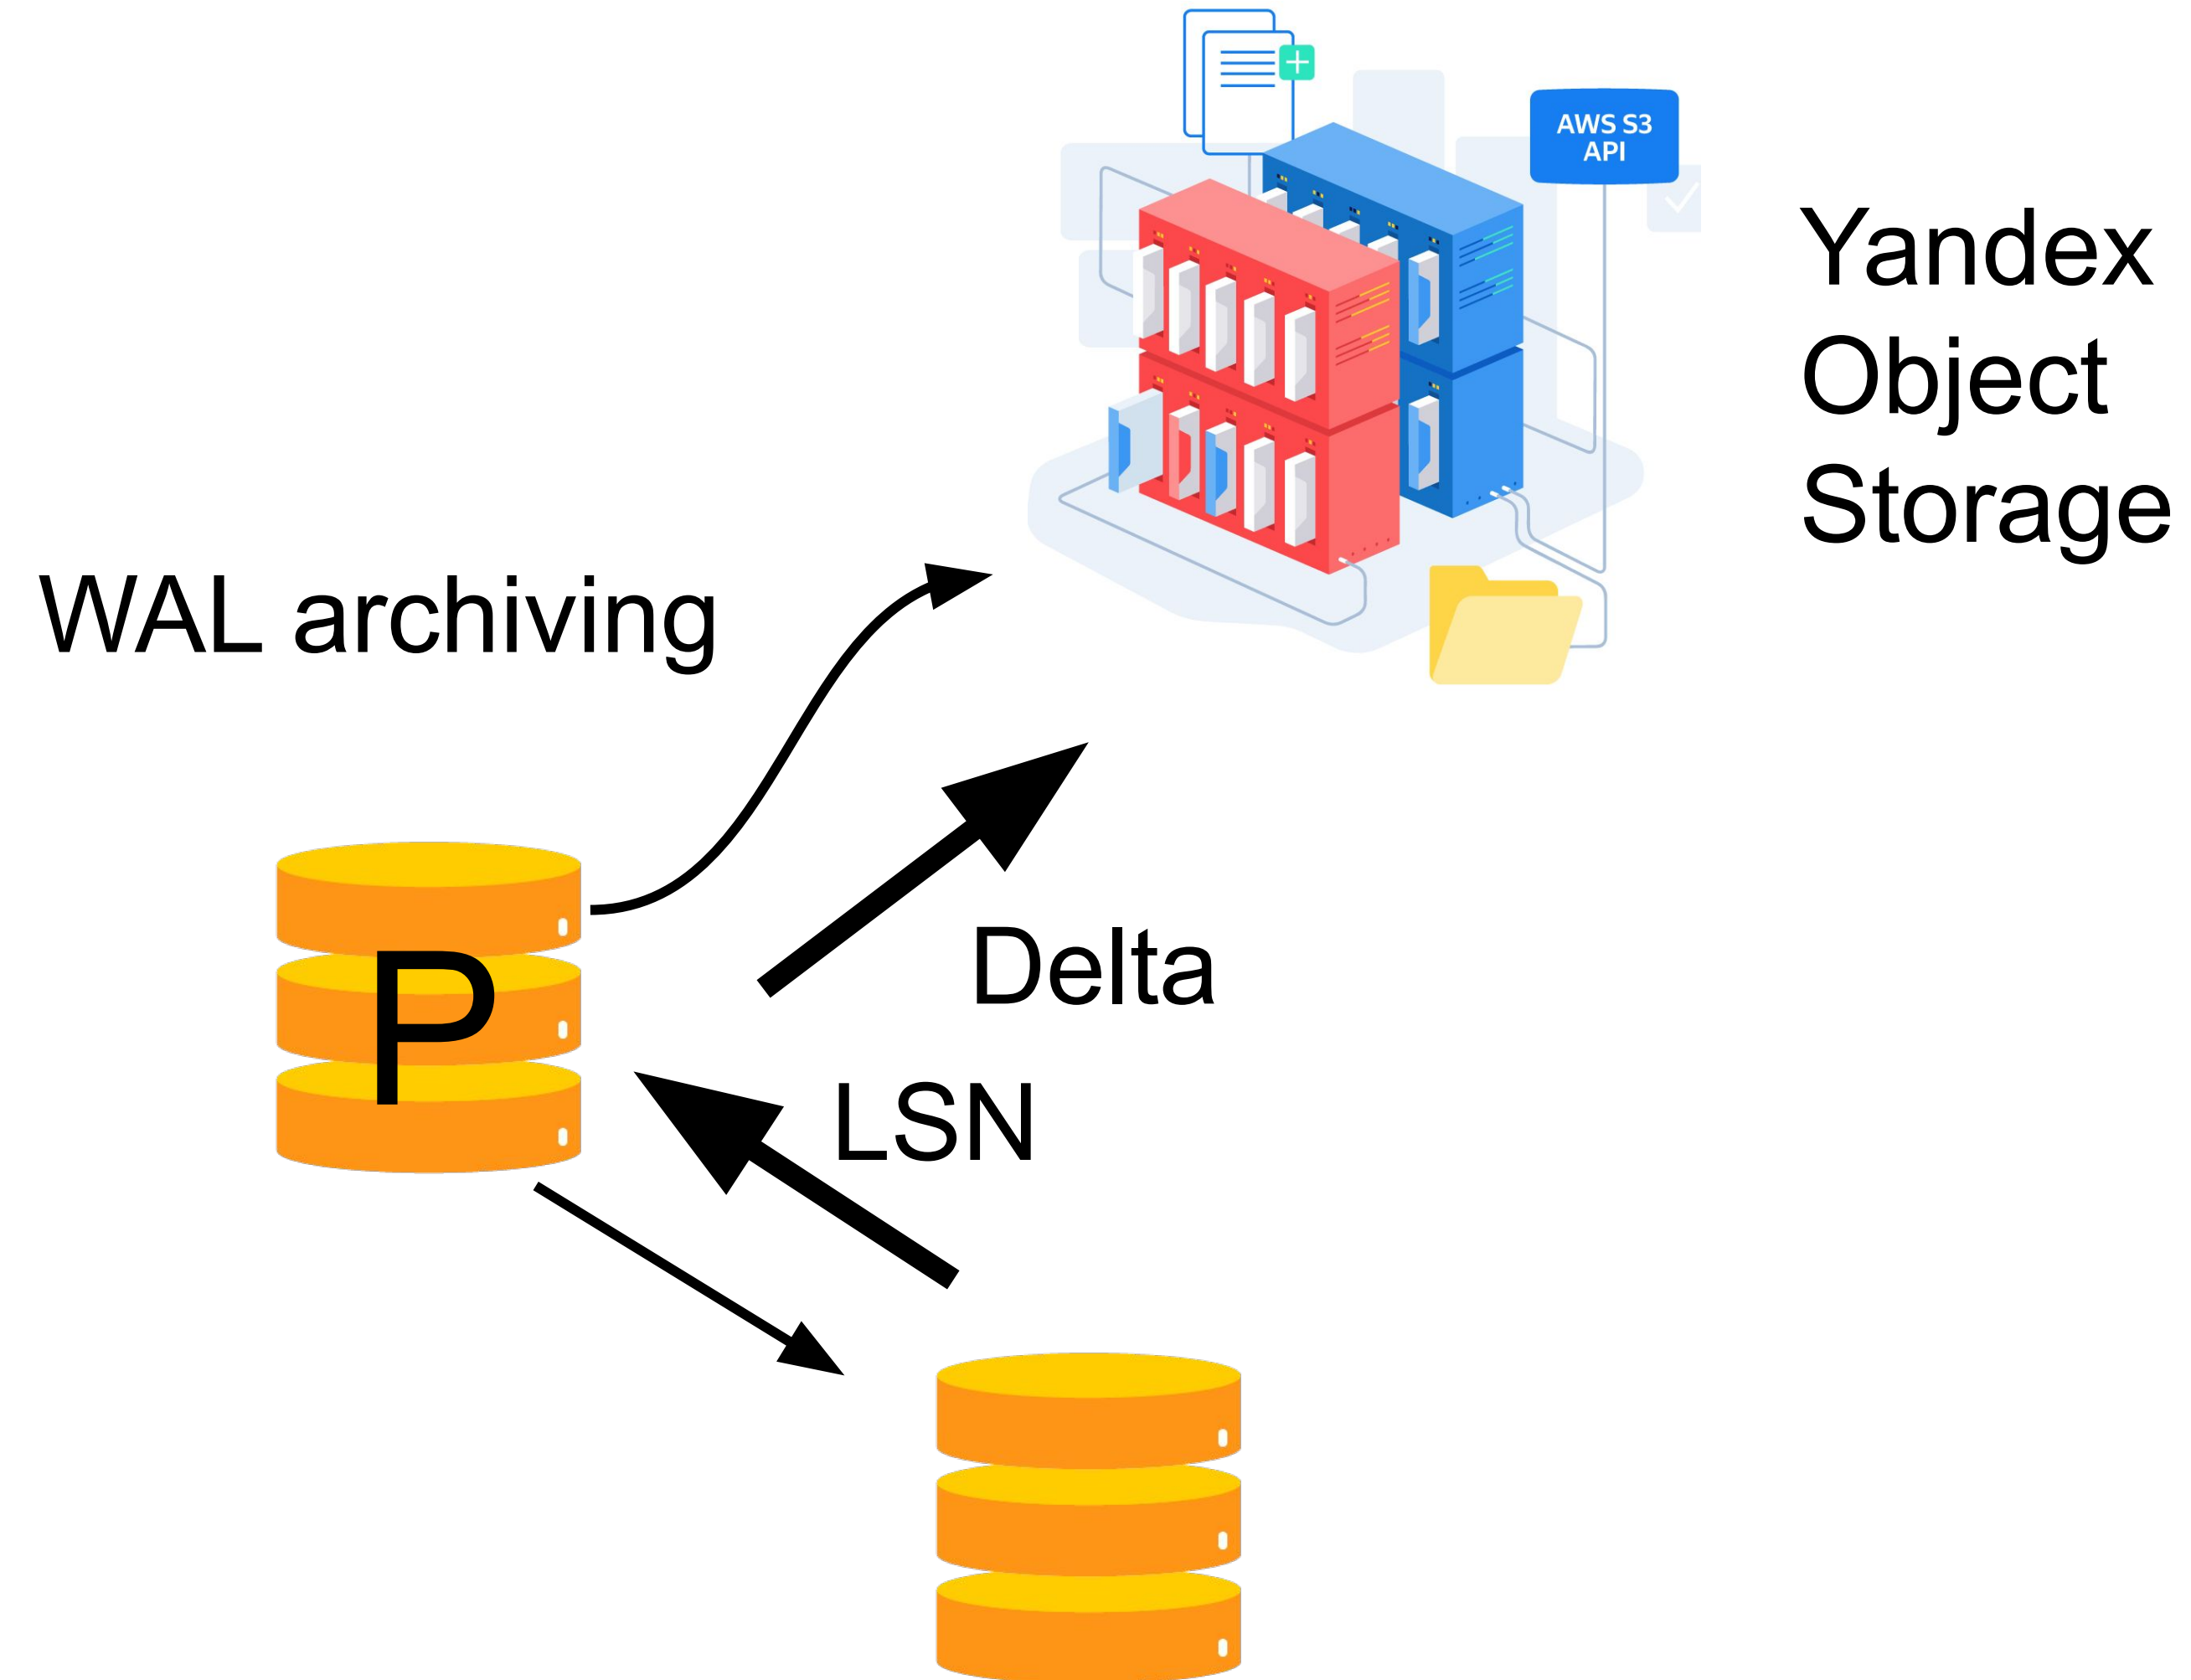 AWS S3
API
Yandex
Object
Storage
WAL archiving
P
Delta
LSN